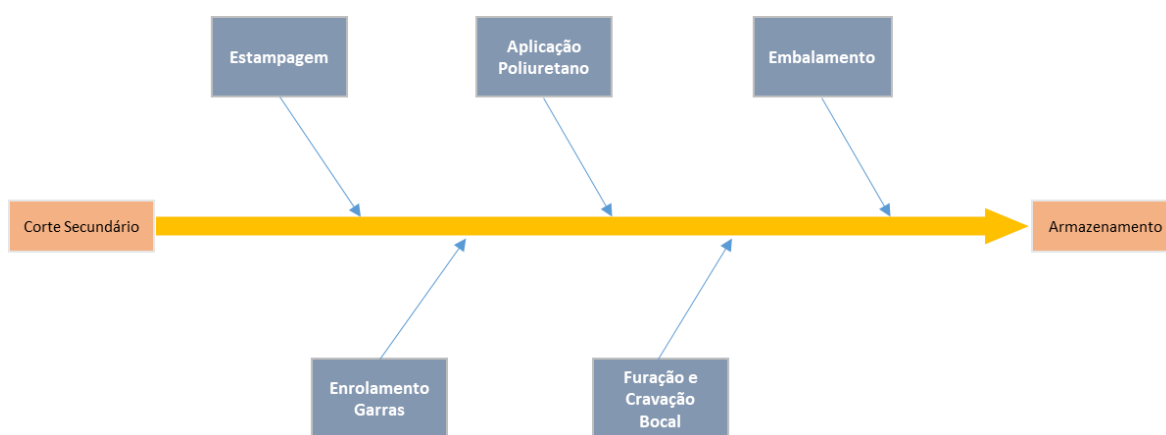 Estampagem
Aplicação
Poliuretano
Embalamento
Corte Secundário
Armazenamento
Enrolamento
Garras
Furação e
Cravação
Bocal